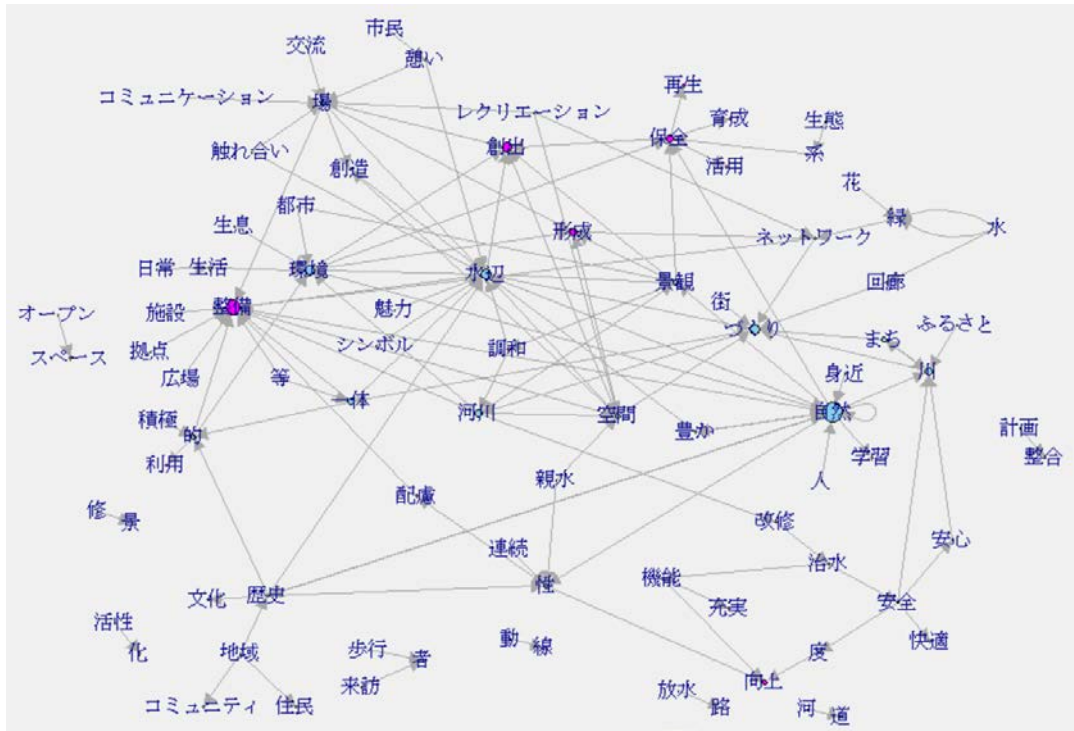 市民
交流
憩い
コミュニケーション
場
レクリエーション
再生
育成
生態
保全
系
触れ合い
創造
創出
活用
花
都市
緑
水
生息
形成
ネットワーク
日常
生活
環境
水辺
景観
回廊
オープン
施設
整備
魅力
街
づくり
ふるさと
スペース
拠点
シンボル
調和
まち
広場
等
身近
川
積極
的
一体
河川
空間
豊か
自然
計画
利用
学習
整合
人
親水
修
景
配慮
改修
安心
連続
治水
機能
性
文化
歴史
充実
安全
活性
化
地域
歩行
者
動
線
快適
度
来訪
向上
コミュニティ
住民
放水
路
河
道